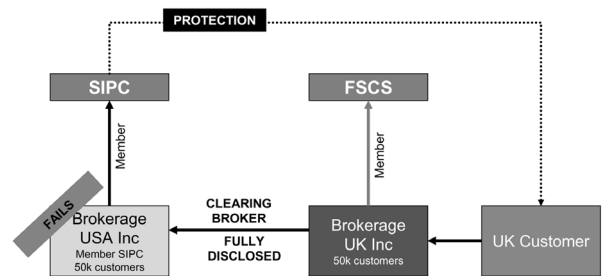 PROTECTION
SIPC
FSCS
Member
Member
FAILS
Brokerage
USA Inc
Member SIPC
50k customers
CLEARING
BROKER
FULLY
DISCLOSED
Brokerage
UK Inc
50k customers
UK Customer